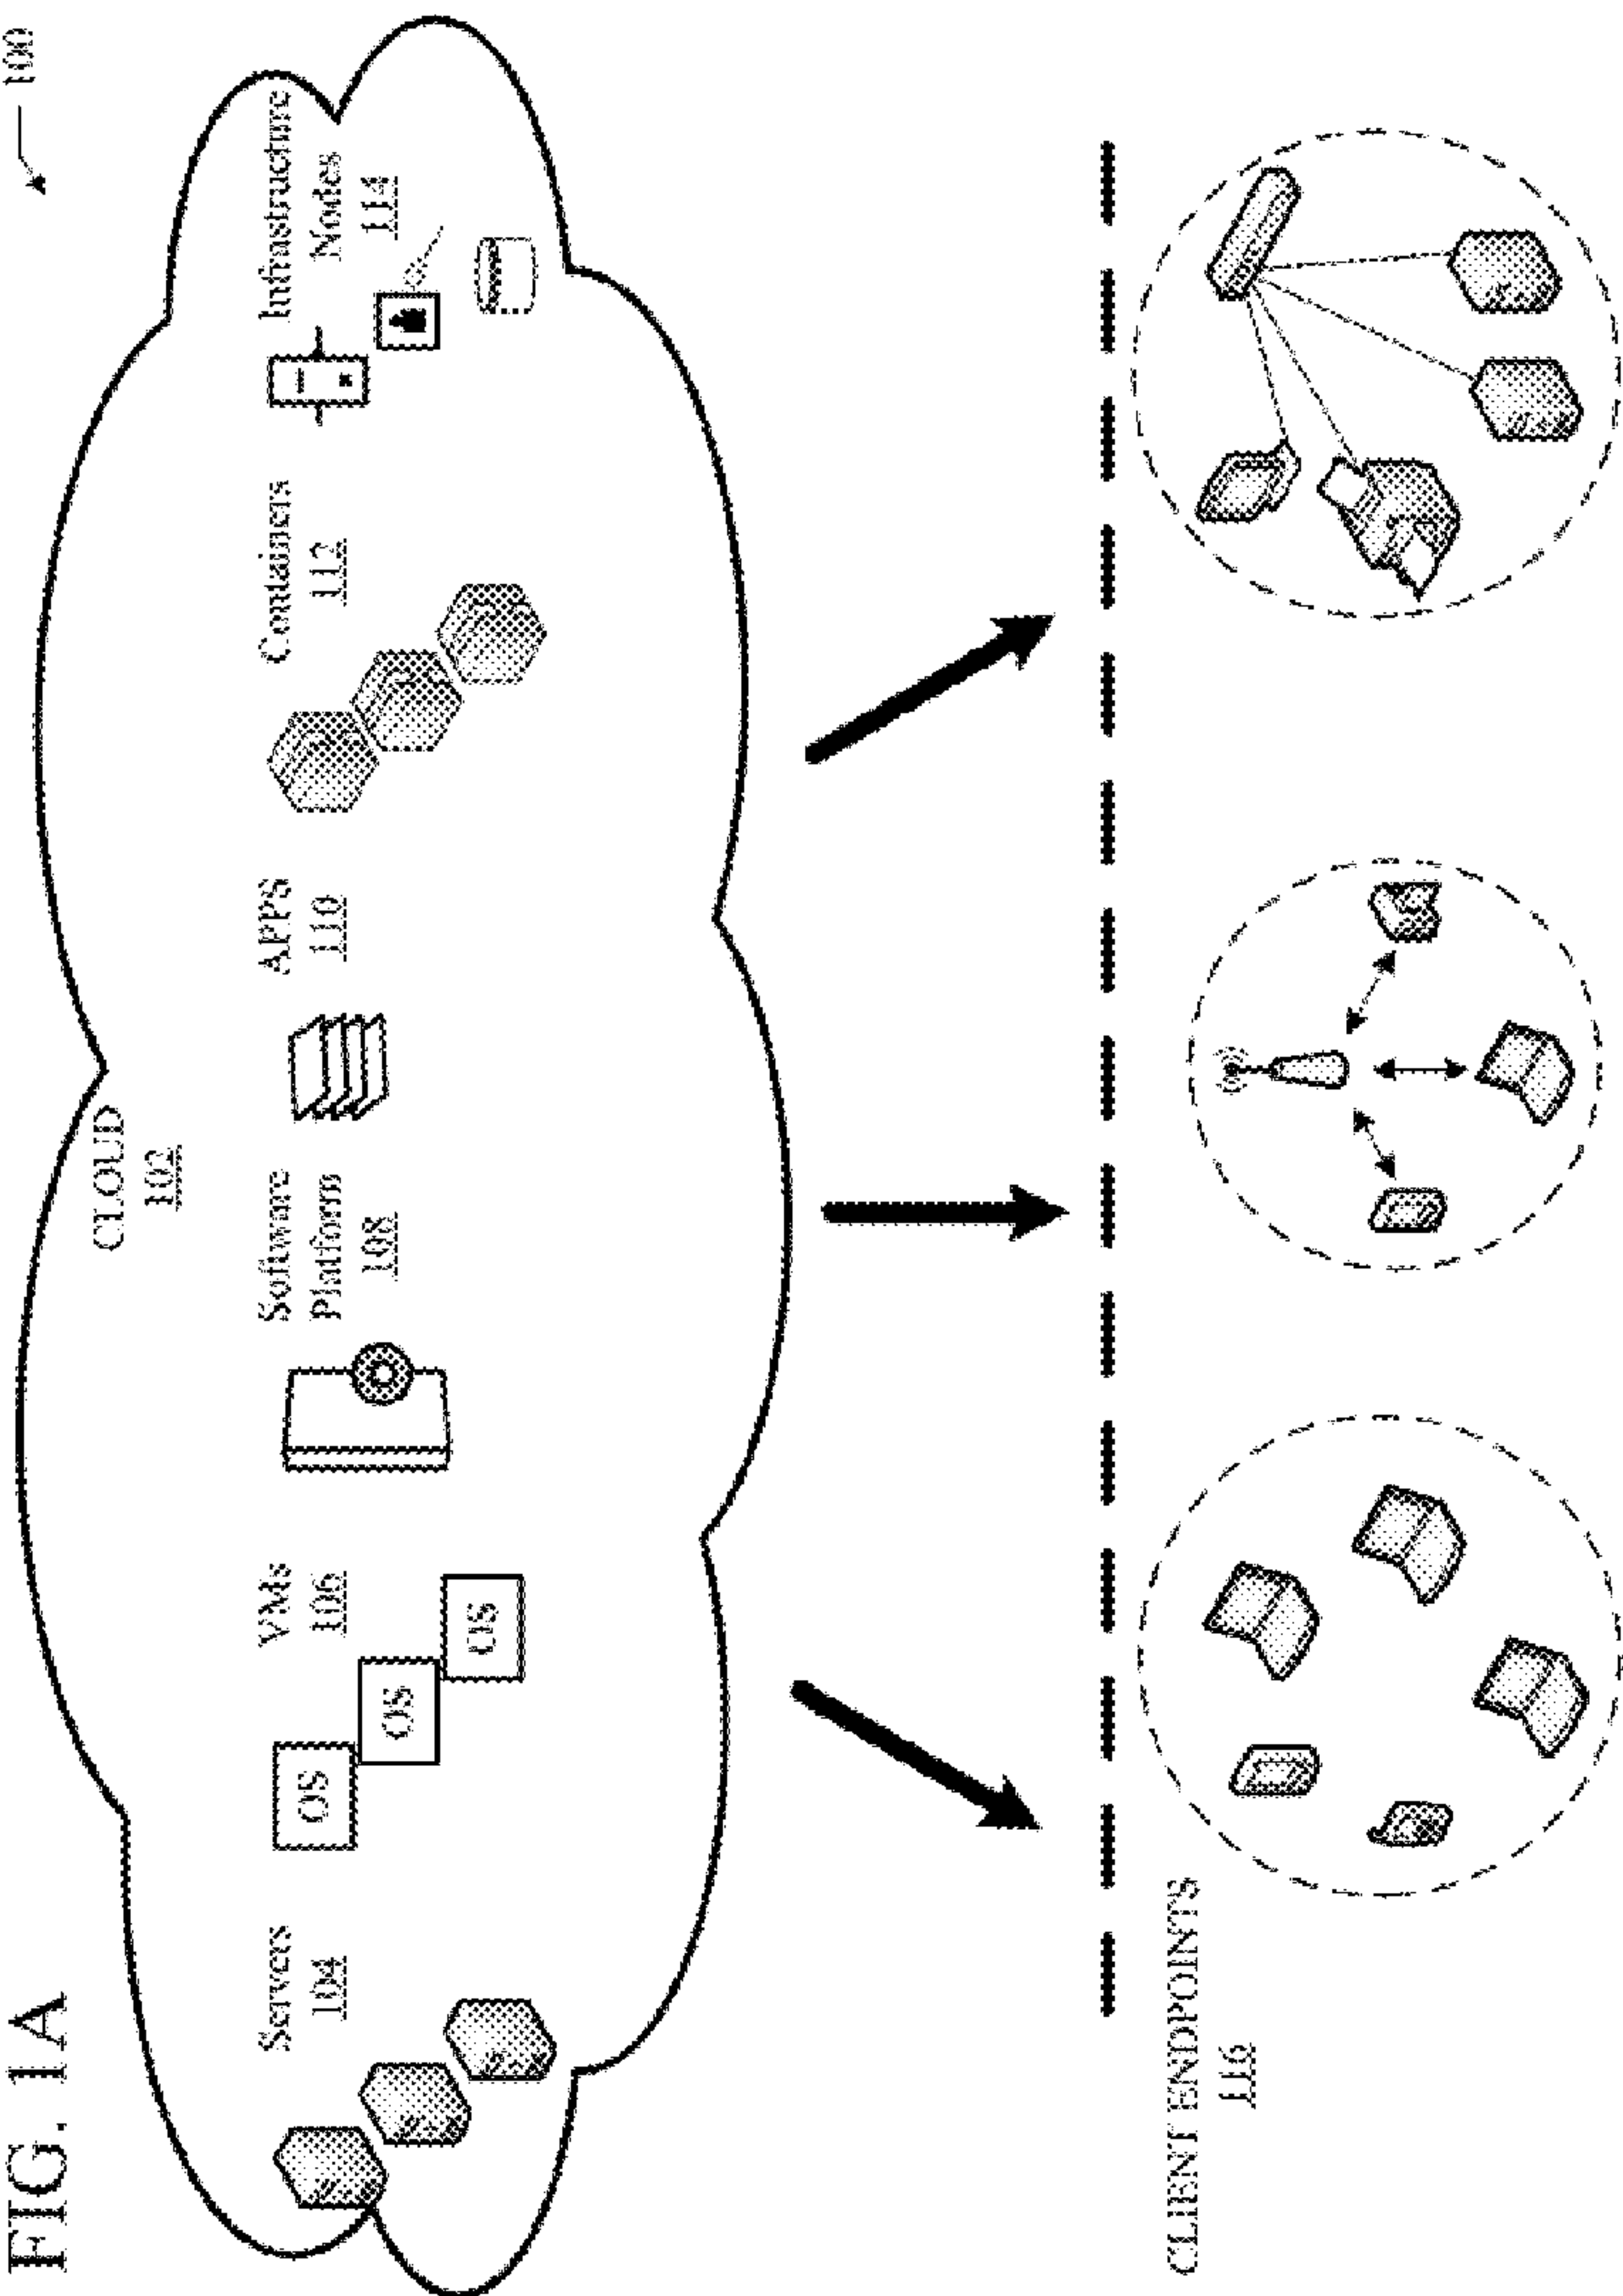 FIG. 1A
100
CLOUD
102
Servers
104
VMs
106
Software
Platform
108
APPS
110
Containers
112
Infrastructure
Nodes
114
OS
OS
OS
CLIENT ENDPOINTS
116